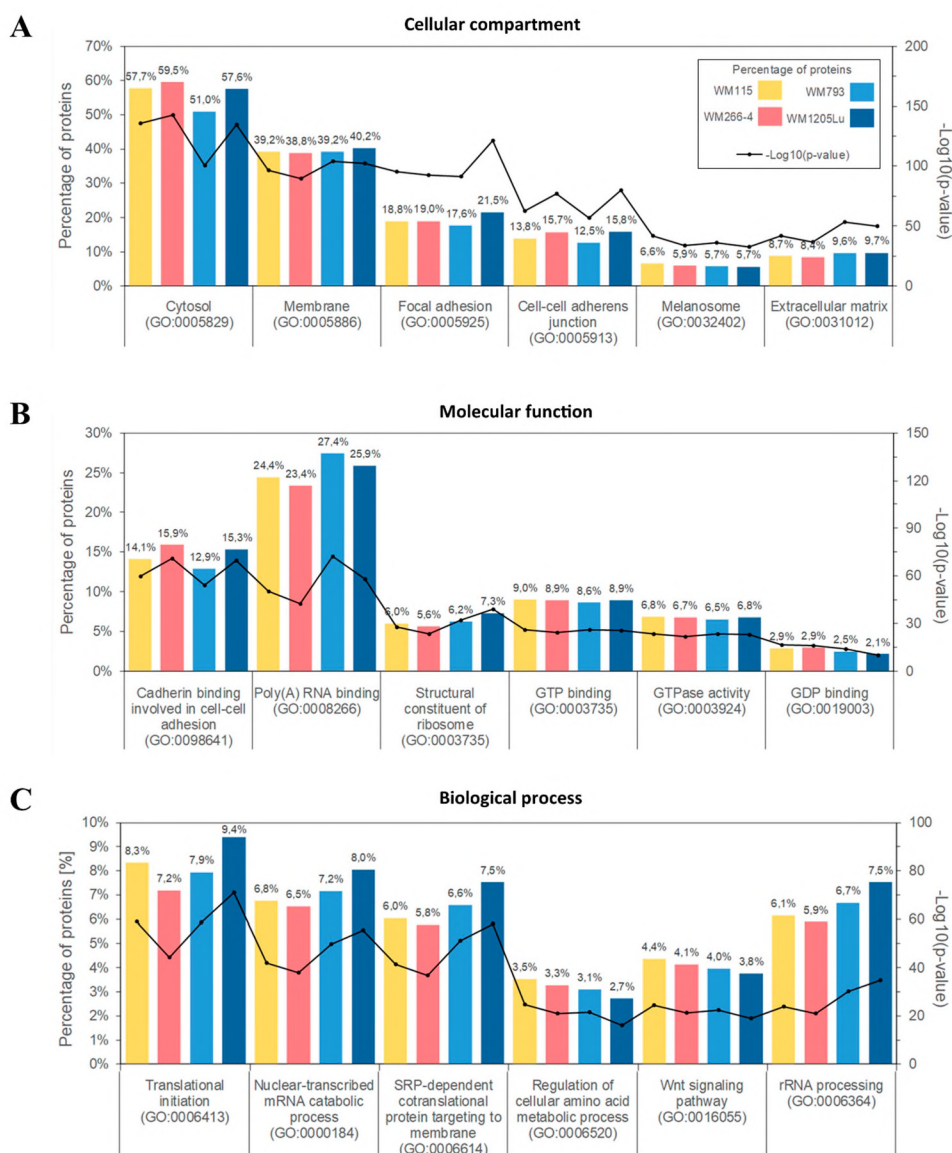 A
Cellular compartment
70%
60%
50%
40%
30%
20%
10%
0%
Percentage of proteins
57,7%
59,5%
51,0%
57,6%
39,2%
38,8%
39,2%
40,2%
18,8%
19,0%
17,6%
21,5%
13,8%
15,7%
12,5%
15,8%
6,6%
5,9%
5,7%
5,7%
8,7%
8,4%
9,6%
9,7%
Percentage of proteins
WM115
WM793
WM266-4
WM1205Lu
-Log10(p-value)
200
150
100
50
0
-Log10(p-value)
Cytosol
(GO:0005829)
Membrane
(GO:0005886)
Focal adhesion
(GO:0005925)
Cell-cell adherens
junction
(GO:0005913)
Melanosome
(GO:0032402)
Extracellular matrix
(GO:0031012)
B
Molecular function
30%
25%
20%
15%
10%
5%
0%
Percentage of proteins
14,1%
15,9%
12,9%
15,3%
24,4%
23,4%
27,4%
25,9%
6,0%
5,6%
6,2%
7,3%
9,0%
8,9%
8,6%
8,9%
6,8%
6,7%
6,5%
6,8%
2,9%
2,9%
2,5%
2,1%
150
120
90
60
30
0
-Log10(p-value)
Cadherin binding
involved in cell-cell
adhesion
(GO:0098641)
Poly(A) RNA binding
(GO:0008266)
Structural
constituent of
ribosome
(GO:0003735)
GTP binding
(GO:0003735)
GTPase activity
(GO:0003924)
GDP binding
(GO:0019003)
C
Biological process
10%
9%
8%
7%
6%
5%
4%
3%
2%
1%
0%
Percentage of proteins [%]
8,3%
7,2%
7,9%
9,4%
6,8%
6,5%
7,2%
8,0%
6,0%
5,8%
6,6%
7,5%
3,5%
3,3%
3,1%
2,7%
4,4%
4,1%
4,0%
3,8%
6,1%
5,9%
6,7%
7,5%
100
80
60
40
20
0
-Log10(p-value)
Translational
initiation
(GO:0006413)
Nuclear-transcribed
mRNA catabolic
process
(GO:0000184)
SRP-dependent
cotranslational
protein targeting to
membrane
(GO:0006614)
Regulation of
cellular amino acid
metabolic process
(GO:0006520)
Wnt signaling
pathway
(GO:0016055)
rRNA processing
(GO:0006364)